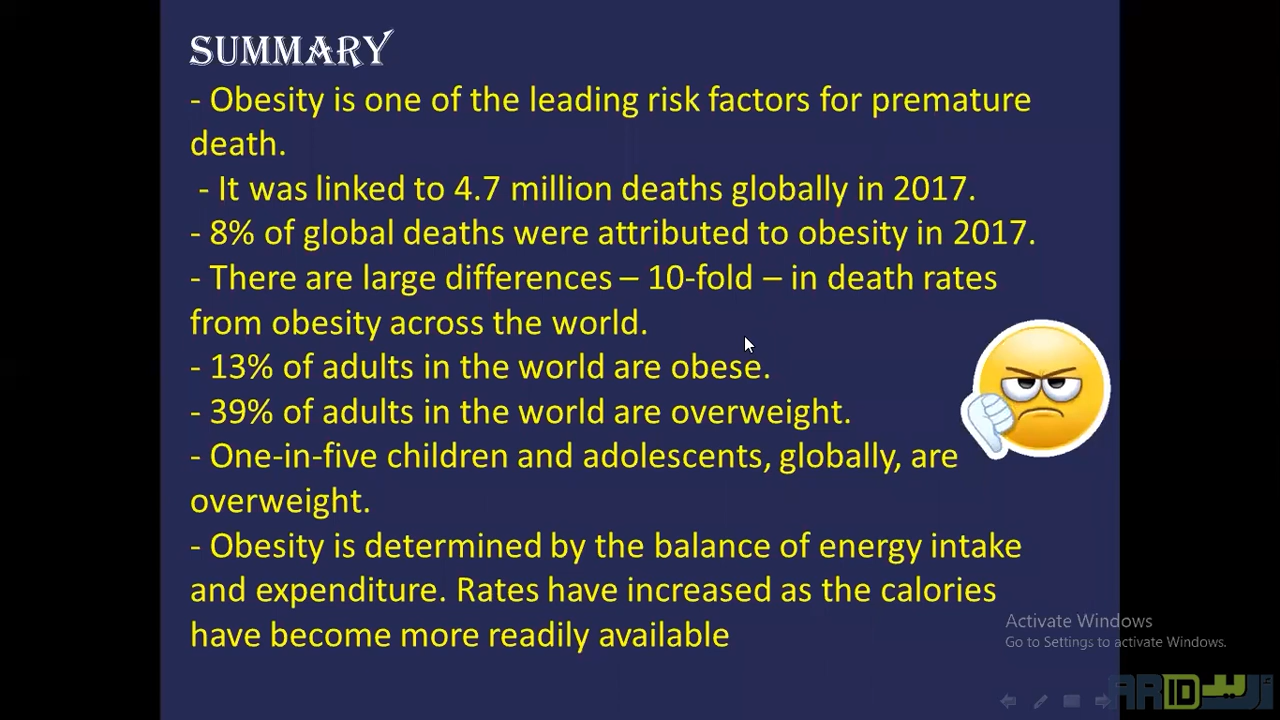 SUMMARY
- Obesity is one of the leading risk factors for premature
death.
- It was linked to 4.7 million deaths globally in 2017.
- 8% of global deaths were attributed to obesity in 2017.
- There are large differences – 10-fold – in death rates
from obesity across the world.
- 13% of adults in the world are obese.
- 39% of adults in the world are overweight.
- One-in-five children and adolescents, globally, are
overweight.
- Obesity is determined by the balance of energy intake
and expenditure. Rates have increased as the calories
have become more readily available
Activate Windows
Go to Settings to activate Windows.
ARID أريد